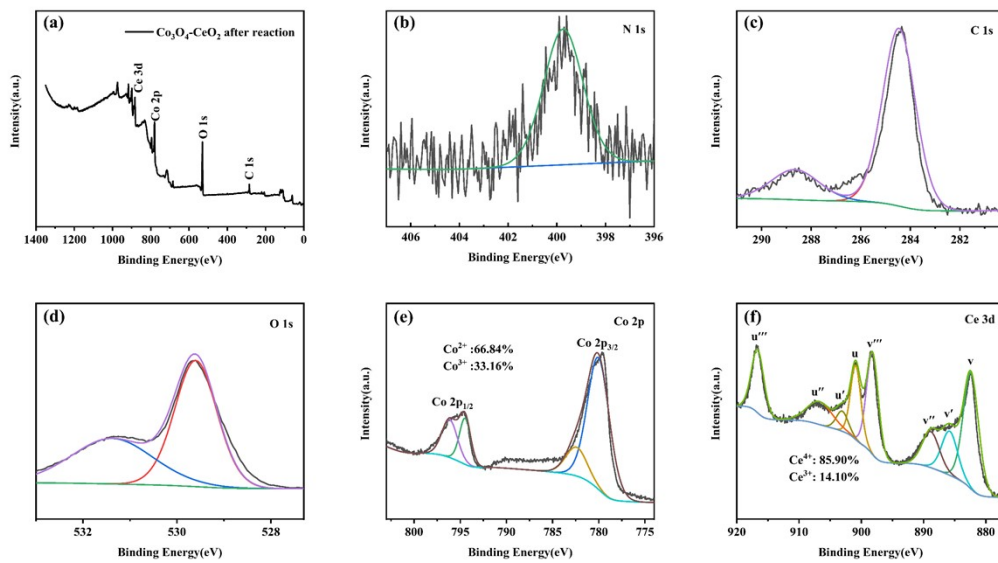 (a)
Co₃O₄-CeO₂ after reaction
Ce 3d
Co 2p
O 1s
C 1s
Intensity(a.u.)
1400 1200 1000 800 600 400 200 0
Binding Energy(eV)
(b)
N 1s
Intensity(a.u.)
406 404 402 400 398 396
Binding Energy(eV)
(c)
C 1s
Intensity(a.u.)
290 288 286 284 282
Binding Energy(eV)
(d)
O 1s
Intensity(a.u.)
532 530 528
Binding Energy(eV)
(e)
Co 2p
Co²⁺ :66.84%
Co³⁺ :33.16%
Co 2p₃/₂
Co 2p₁/₂
Intensity(a.u.)
800 795 790 785 780 775
Binding Energy(eV)
(f)
Ce 3d
u′′′
u′′
u′
u
v′′′
v′′
v′
v
Ce⁴⁺: 85.90%
Ce³⁺: 14.10%
Intensity(a.u.)
920 910 900 890 880
Binding Energy(eV)